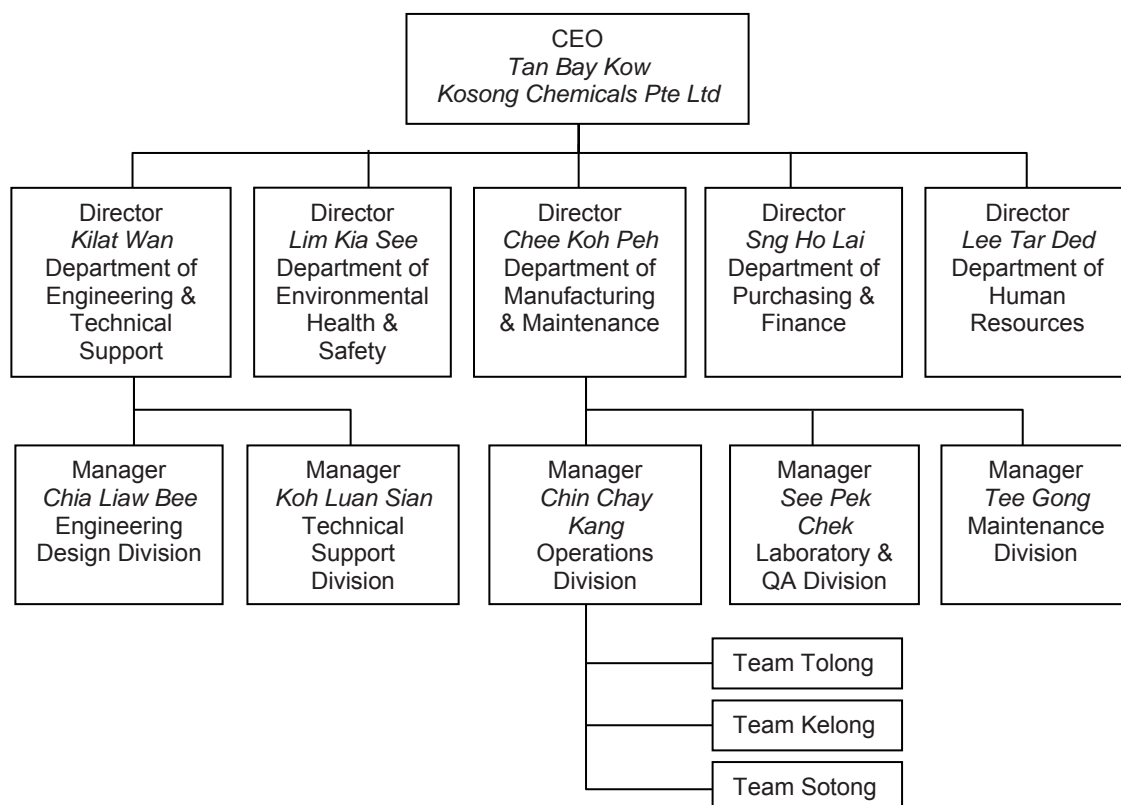 CEO
Tan Bay Kow
Kosong Chemicals Pte Ltd
Director
Kilat Wan
Department of
Engineering &
Technical
Support
Director
Lim Kia See
Department of
Environmental
Health &
Safety
Director
Chee Koh Peh
Department of
Manufacturing
& Maintenance
Director
Sng Ho Lai
Department of
Purchasing &
Finance
Director
Lee Tar Ded
Department of
Human
Resources
Manager
Chia Liaw Bee
Engineering
Design Division
Manager
Koh Luan Sian
Technical
Support
Division
Manager
Chin Chay
Kang
Operations
Division
Manager
See Pek
Chek
Laboratory &
QA Division
Manager
Tee Gong
Maintenance
Division
Team Tolong
Team Kelong
Team Sotong